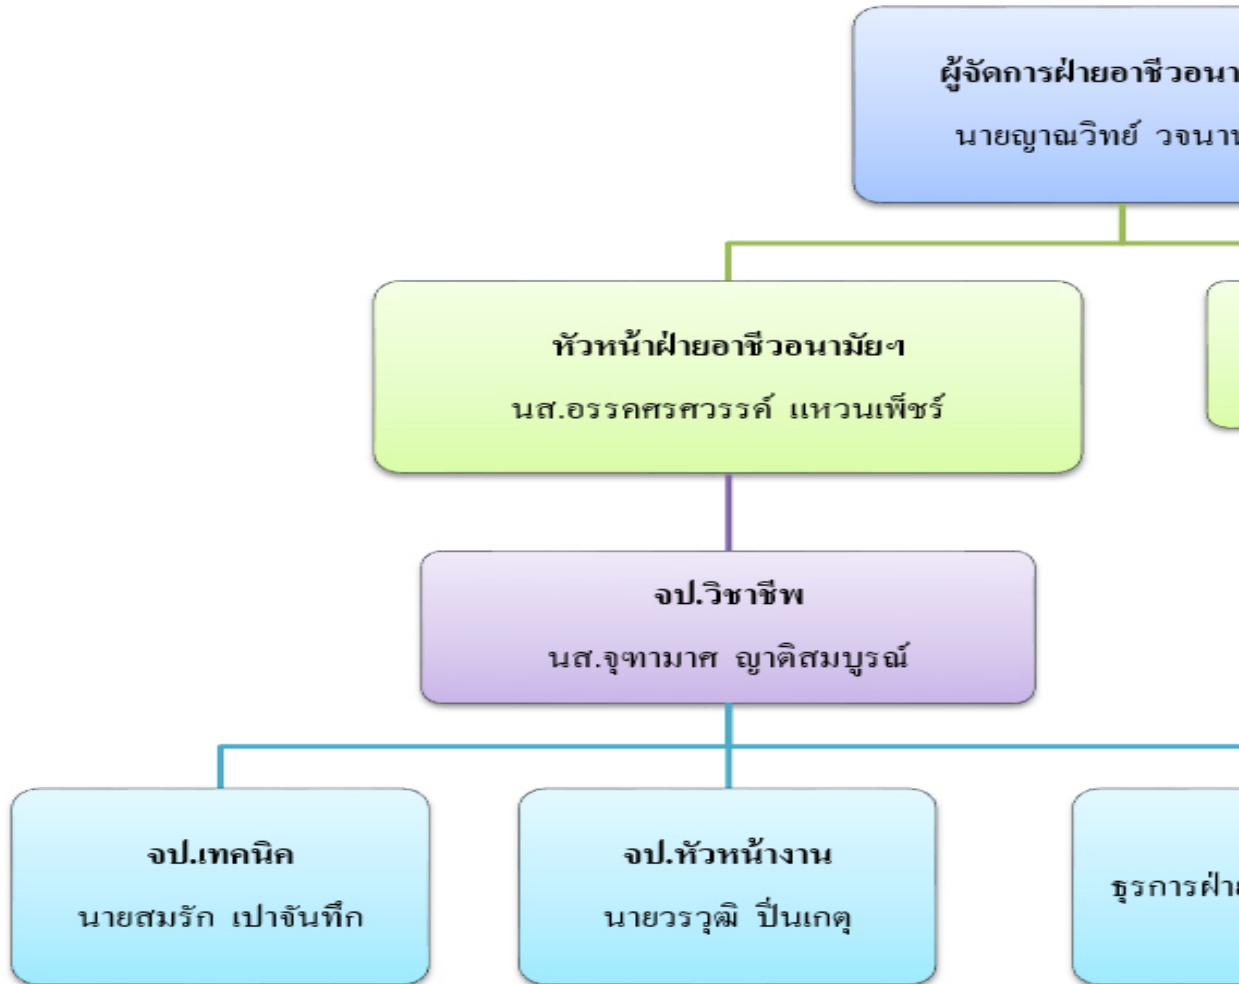 ผู้จัดการฝ่ายอาชีวอนา
นายญาณวิทย์ วจนา
หัวหน้าฝ่ายอาชีวอนามัยฯ
นส.อรรคศรศวรรค์ แหวนเพ็ชร์
จป.วิชาชีพ
นส.จุฑามาศ ญาติสมบูรณ์
จป.เทคนิค
นายสมรัก เปาจันทึก
จป.หัวหน้างาน
นายวรวุฒิ ปิ่นเกตุ
ธุรการฝ่าย